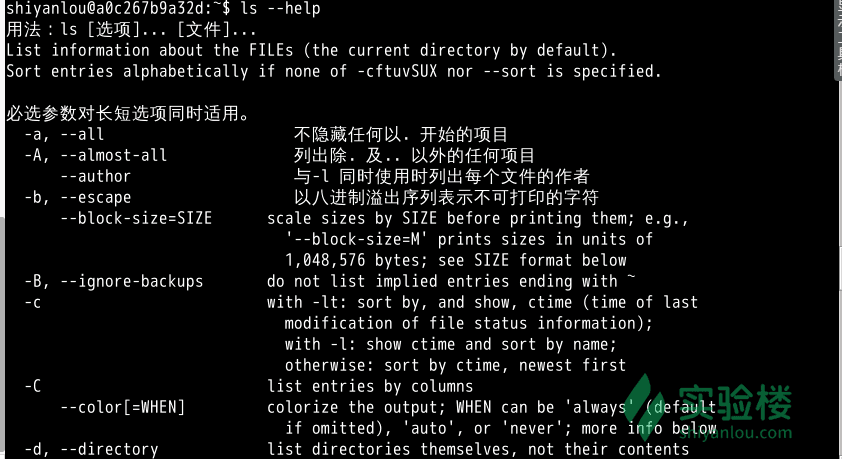 shiyanlou@a0c267b9a32d:~$ ls --help
用法：ls [选项]... [文件]...
List information about the FILEs (the current directory by default).
Sort entries alphabetically if none of -cftuvSUX nor --sort is specified.

必选参数对长短选项同时适用。
  -a, --all                  不隐藏任何以. 开始的项目
  -A, --almost-all           列出除. 及.. 以外的任何项目
      --author               与-l 同时使用时列出每个文件的作者
  -b, --escape               以八进制溢出序列表示不可打印的字符
      --block-size=SIZE      scale sizes by SIZE before printing them; e.g.,
                               '--block-size=M' prints sizes in units of
                               1,048,576 bytes; see SIZE format below
  -B, --ignore-backups       do not list implied entries ending with ~
  -c                         with -lt: sort by, and show, ctime (time of last
                               modification of file status information);
                               with -l: show ctime and sort by name;
                               otherwise: sort by ctime, newest first
  -C                         list entries by columns
      --color[=WHEN]         colorize the output; WHEN can be 'always' (default
                               if omitted), 'auto', or 'never'; more info below
  -d, --directory            list directories themselves, not their contents
实验楼
shiyanlou.com